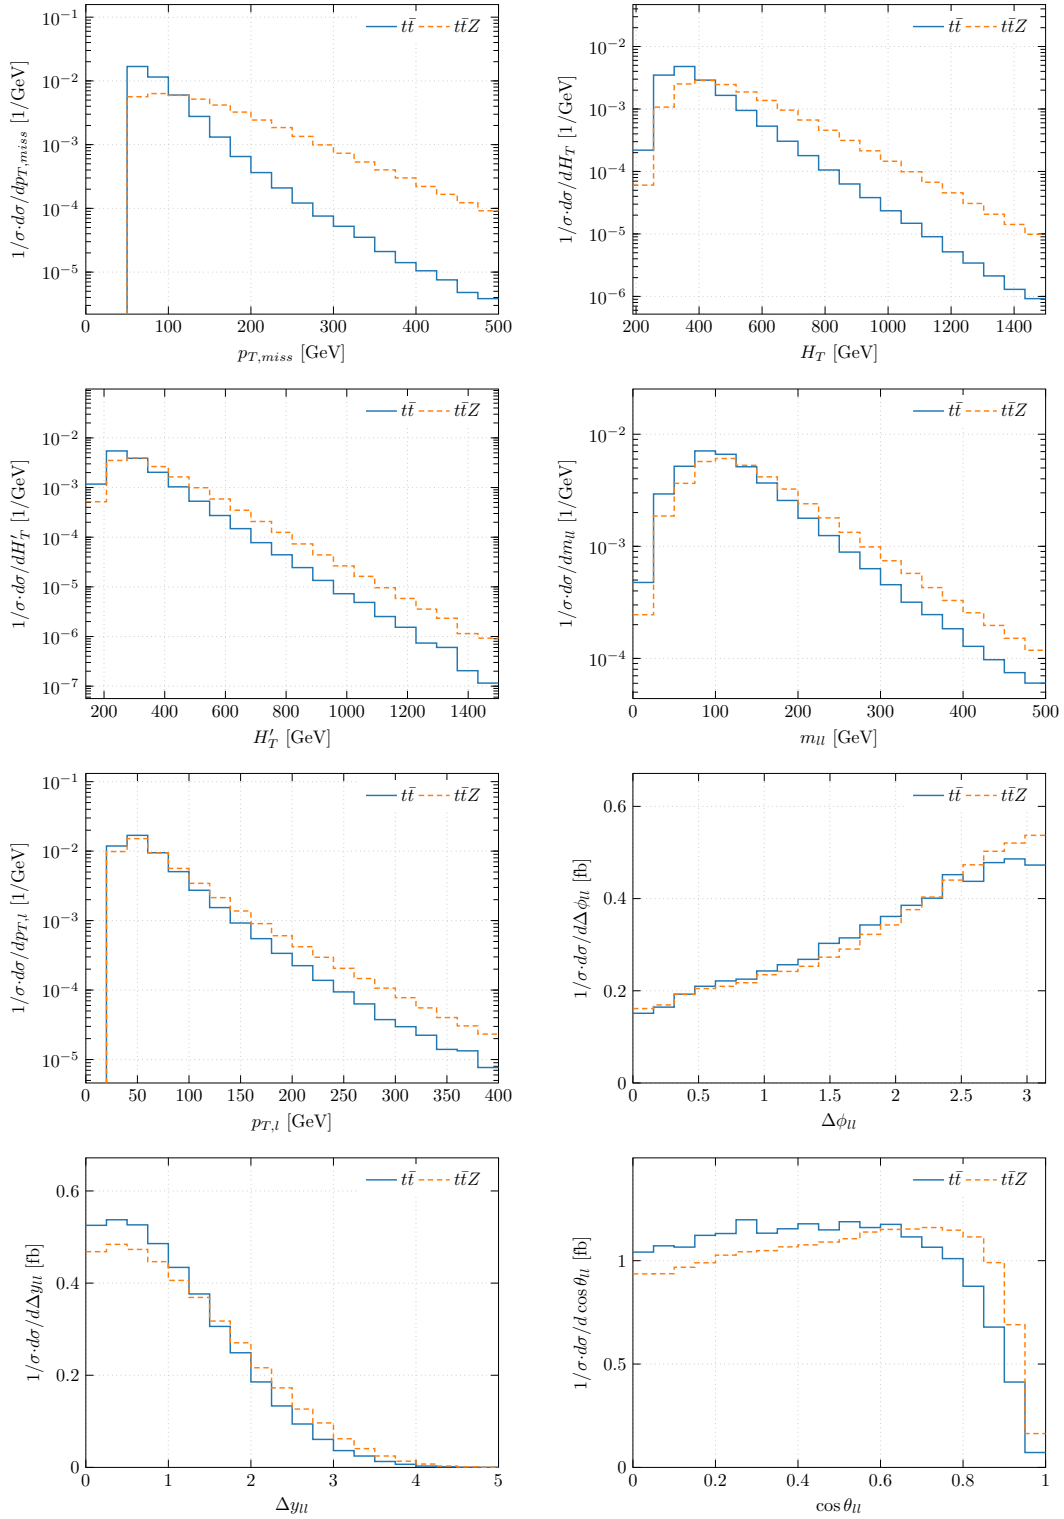 10⁻¹
10⁻²
10⁻³
10⁻⁴
10⁻⁵
0 100 200 300 400 500
p_{T,miss} [GeV]
1/σ·dσ/dp_{T,miss} [1/GeV]
tt̄ tt̄Z
10⁻²
10⁻³
10⁻⁴
10⁻⁵
10⁻⁶
200 400 600 800 1000 1200 1400
H_T [GeV]
1/σ·dσ/dH_T [1/GeV]
tt̄ tt̄Z
10⁻²
10⁻³
10⁻⁴
10⁻⁵
10⁻⁶
10⁻⁷
200 400 600 800 1000 1200 1400
H′_T [GeV]
1/σ·dσ/dH′_T [1/GeV]
tt̄ tt̄Z
10⁻²
10⁻³
10⁻⁴
0 100 200 300 400 500
m_{ll} [GeV]
1/σ·dσ/dm_{ll} [1/GeV]
tt̄ tt̄Z
10⁻¹
10⁻²
10⁻³
10⁻⁴
10⁻⁵
0 50 100 150 200 250 300 350 400
p_{T,l} [GeV]
1/σ·dσ/dp_{T,l} [1/GeV]
tt̄ tt̄Z
0.6
0.4
0.2
0
0 0.5 1 1.5 2 2.5 3
Δϕ_{ll}
1/σ·dσ/dΔϕ_{ll} [fb]
tt̄ tt̄Z
0.6
0.4
0.2
0
0 1 2 3 4 5
Δy_{ll}
1/σ·dσ/dΔy_{ll} [fb]
tt̄ tt̄Z
1
0.5
0
0 0.2 0.4 0.6 0.8 1
cos θ_{ll}
1/σ·dσ/d cos θ_{ll} [fb]
tt̄ tt̄Z